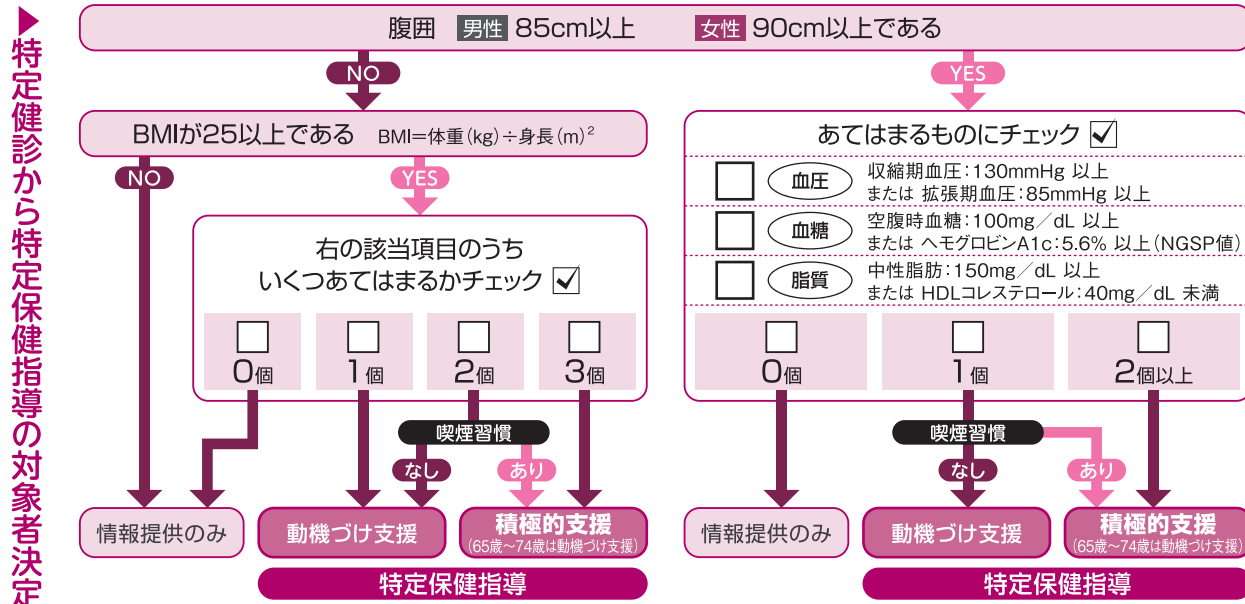 ▶特定健診から特定保健指導の対象者決定
腹囲 男性 85cm以上 女性 90cm以上である
NO
YES
BMIが25以上である BMI=体重(kg)÷身長(m)²
NO
YES
右の該当項目のうち
いくつあてはまるかチェック ☑
0個
1個
2個
3個
喫煙習慣
なし
あり
情報提供のみ
動機づけ支援
積極的支援
(65歳~74歳は動機づけ支援)
特定保健指導
あてはまるものにチェック ☑
血圧
収縮期血圧:130mmHg 以上
または 拡張期血圧:85mmHg 以上
血糖
空腹時血糖:100mg/dL 以上
または ヘモグロビンA1c:5.6% 以上(NGSP値)
脂質
中性脂肪:150mg/dL 以上
または HDLコレステロール:40mg/dL 未満
0個
1個
2個以上
喫煙習慣
なし
あり
情報提供のみ
動機づけ支援
積極的支援
(65歳~74歳は動機づけ支援)
特定保健指導